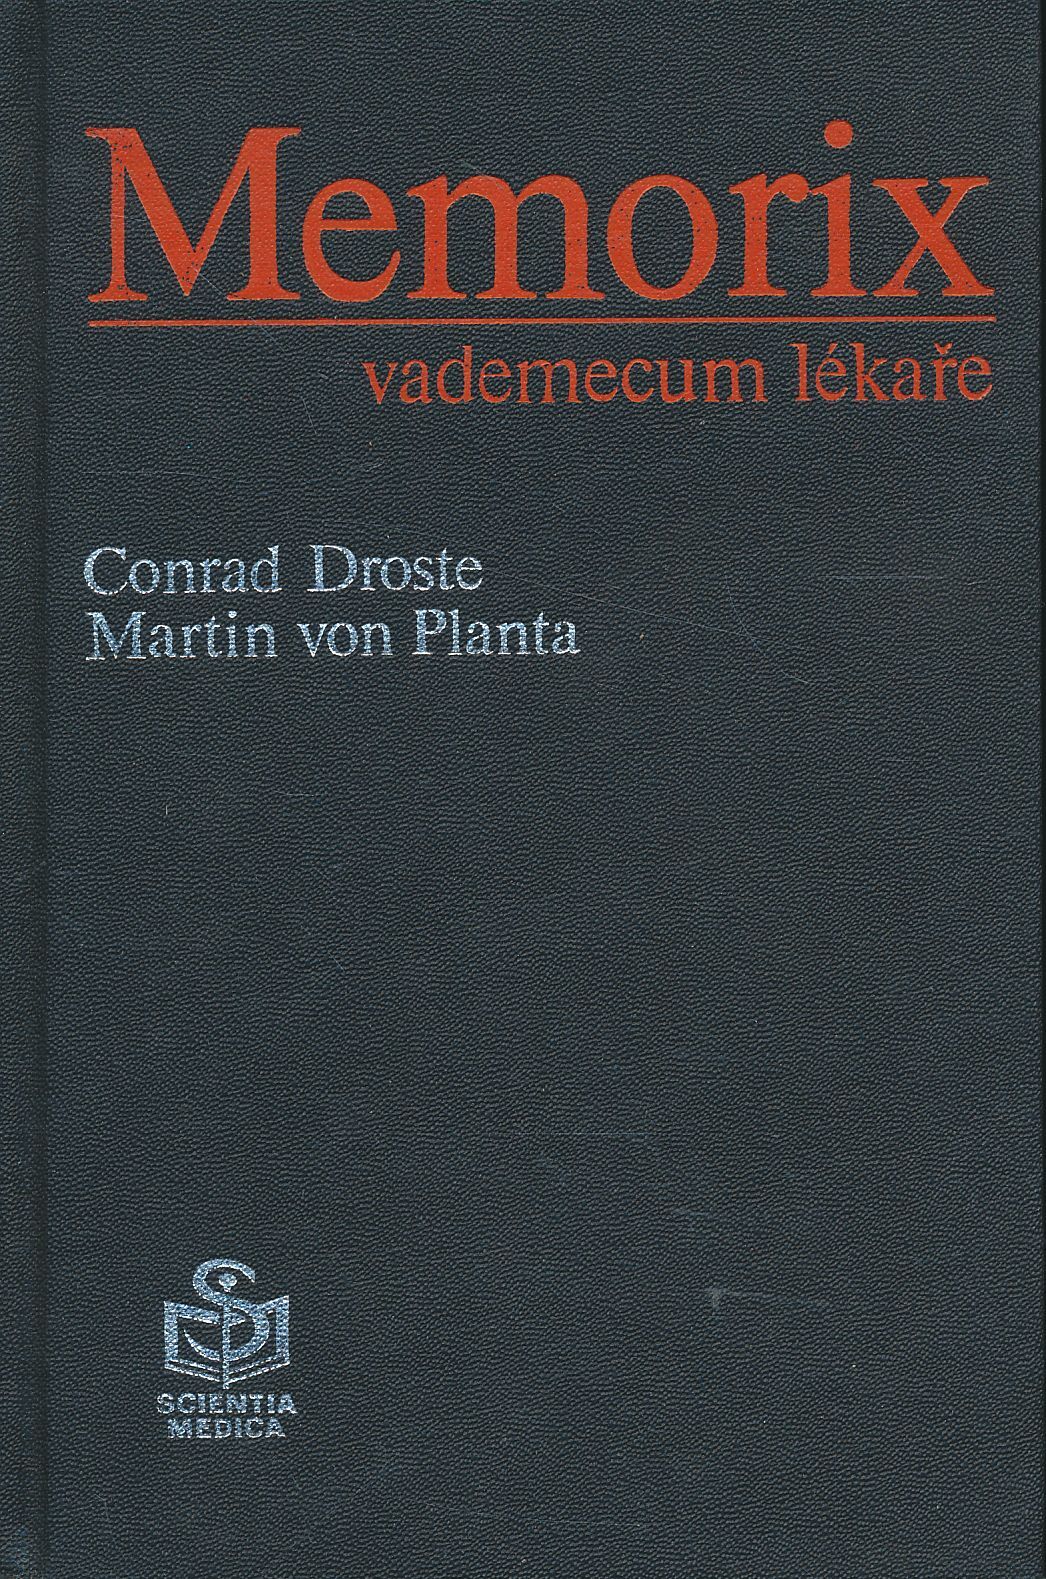 Memorix
vademecum lékaře
Conrad Droste
Martin von Planta
SCIENTIA
MEDICA